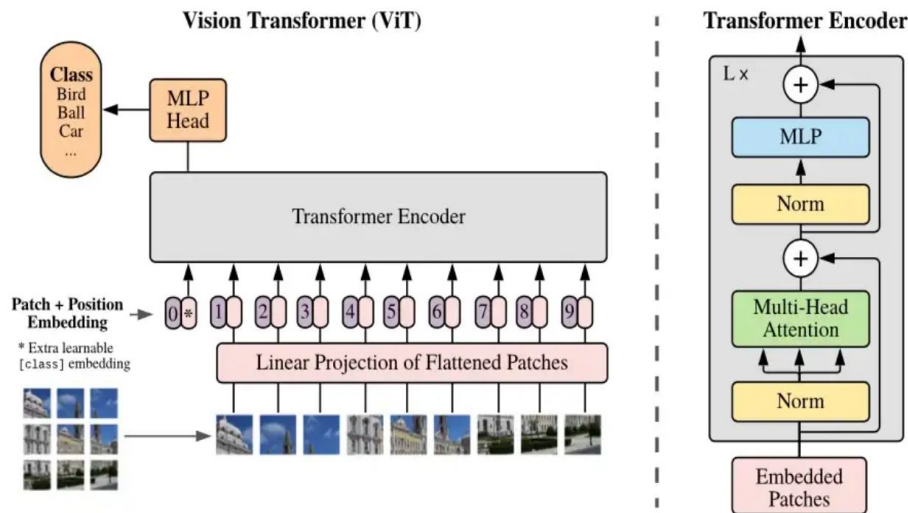 Vision Transformer (ViT)
Class
Bird
Ball
Car
...
MLP
Head
Transformer Encoder
Patch + Position
Embedding
0 * 1 2 3 4 5 6 7 8 9
* Extra learnable
[class] embedding
Linear Projection of Flattened Patches
Transformer Encoder
L x
+
MLP
Norm
+
Multi-Head
Attention
Norm
Embedded
Patches